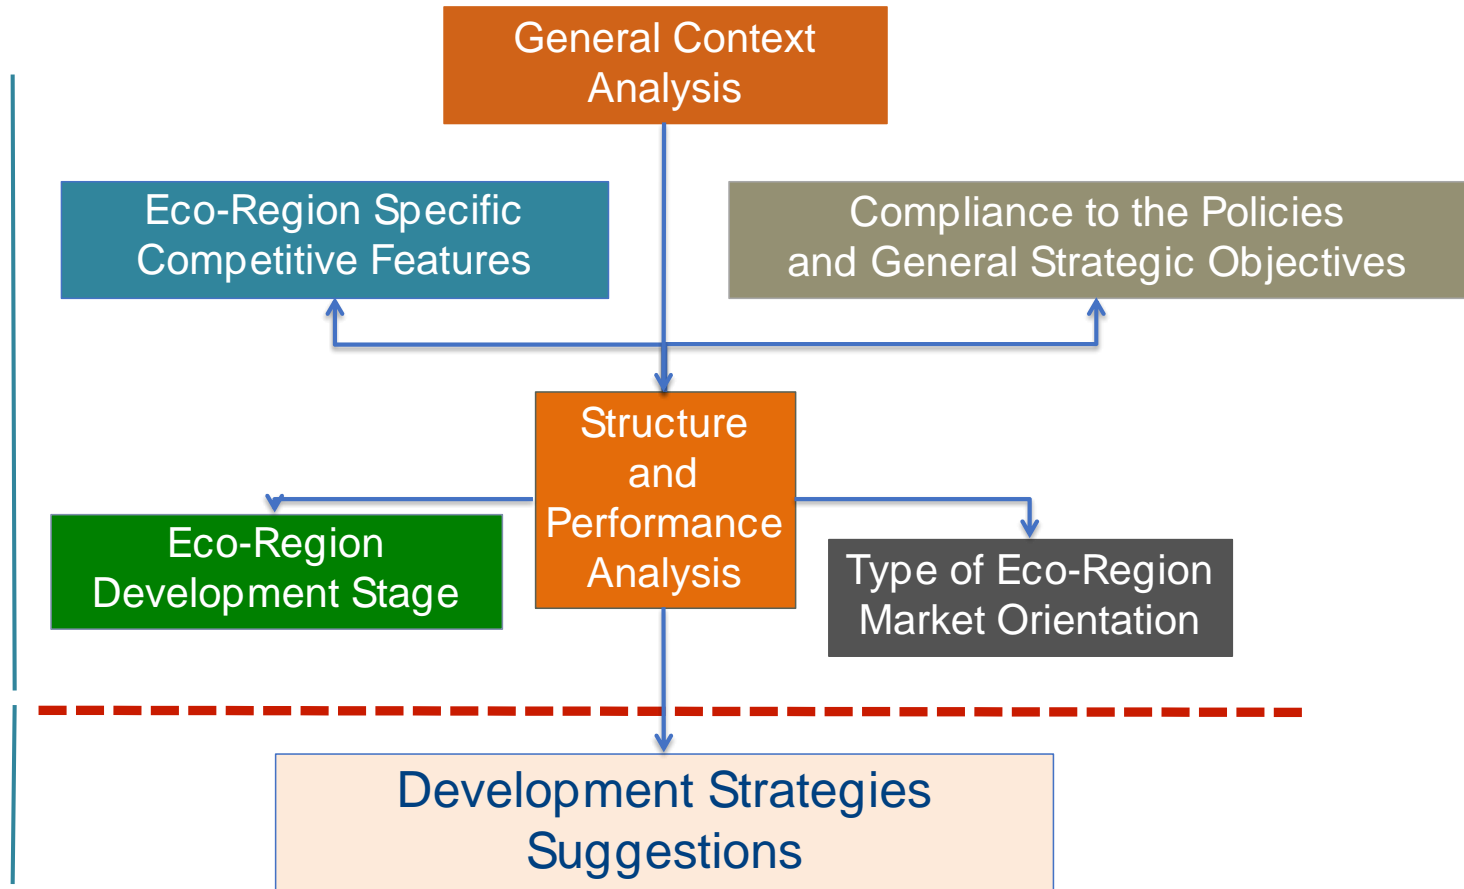 General Context
Analysis
Eco-Region Specific
Competitive Features
Compliance to the Policies
and General Strategic Objectives
Structure
and
Performance
Analysis
Eco-Region
Development Stage
Type of Eco-Region
Market Orientation
Development Strategies
Suggestions